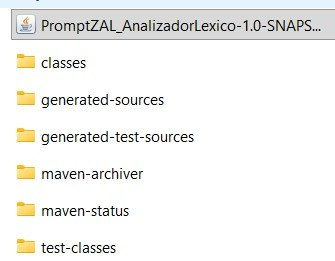 PromptZAL_AnalizadorLexico-1.0-SNAPS...
classes
generated-sources
generated-test-sources
maven-archiver
maven-status
test-classes